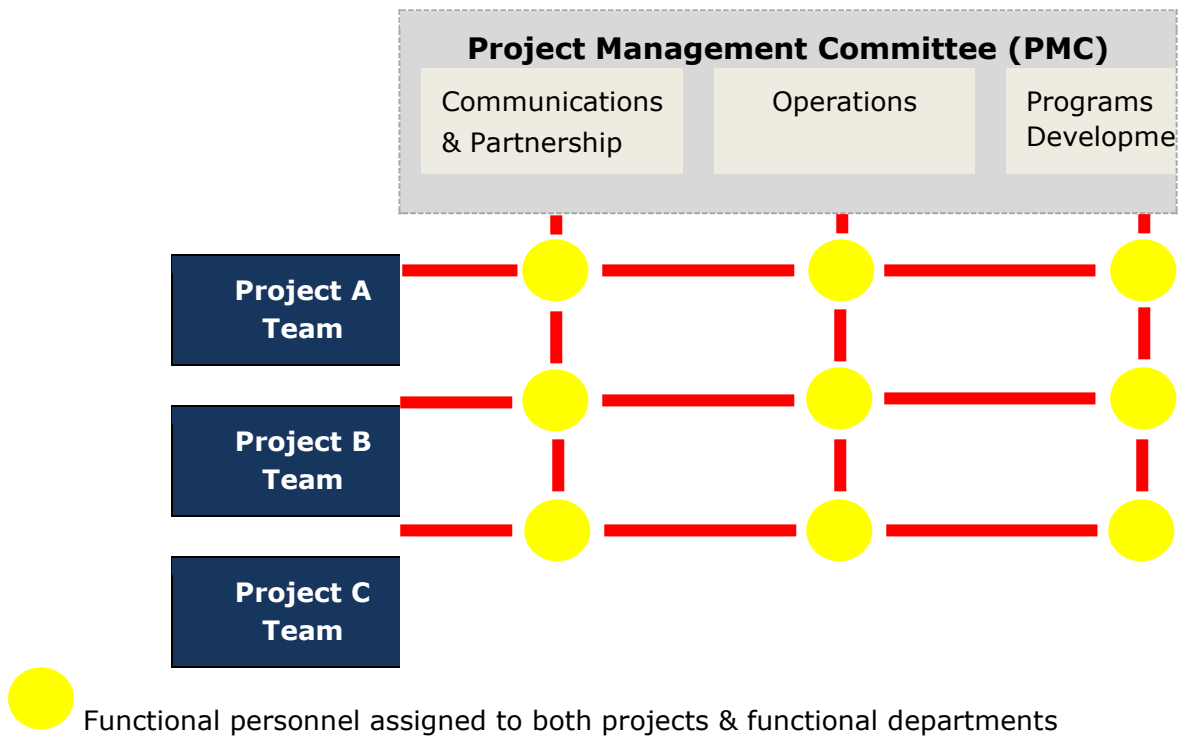 Project Management Committee (PMC)
Communications
& Partnership
Operations
Programs
Developme
Project A
Team
Project B
Team
Project C
Team
Functional personnel assigned to both projects & functional departments